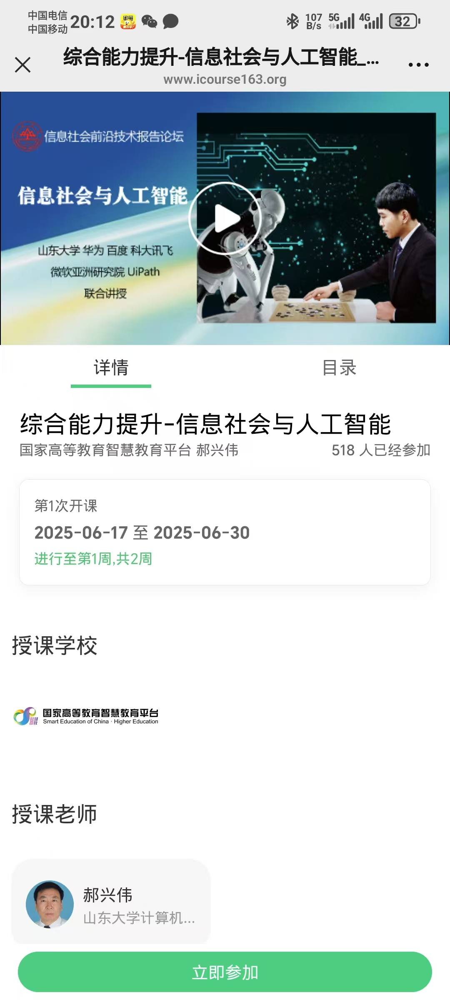 中国电信
中国移动
20:12
闲鱼
107
B/s
5G
4G
32
综合能力提升-信息社会与人工智能_...
www.icourse163.org
信息社会前沿技术报告论坛
信息社会与人工智能
山东大学 华为 百度 科大讯飞
微软亚洲研究院 UiPath
联合讲授
详情
目录
综合能力提升-信息社会与人工智能
国家高等教育智慧教育平台 郝兴伟
518 人已经参加
第1次开课
2025-06-17 至 2025-06-30
进行至第1周,共2周
授课学校
智慧
高教
国家高等教育智慧教育平台
Smart Education of China · Higher Education
授课老师
郝兴伟
山东大学计算机...
立即参加